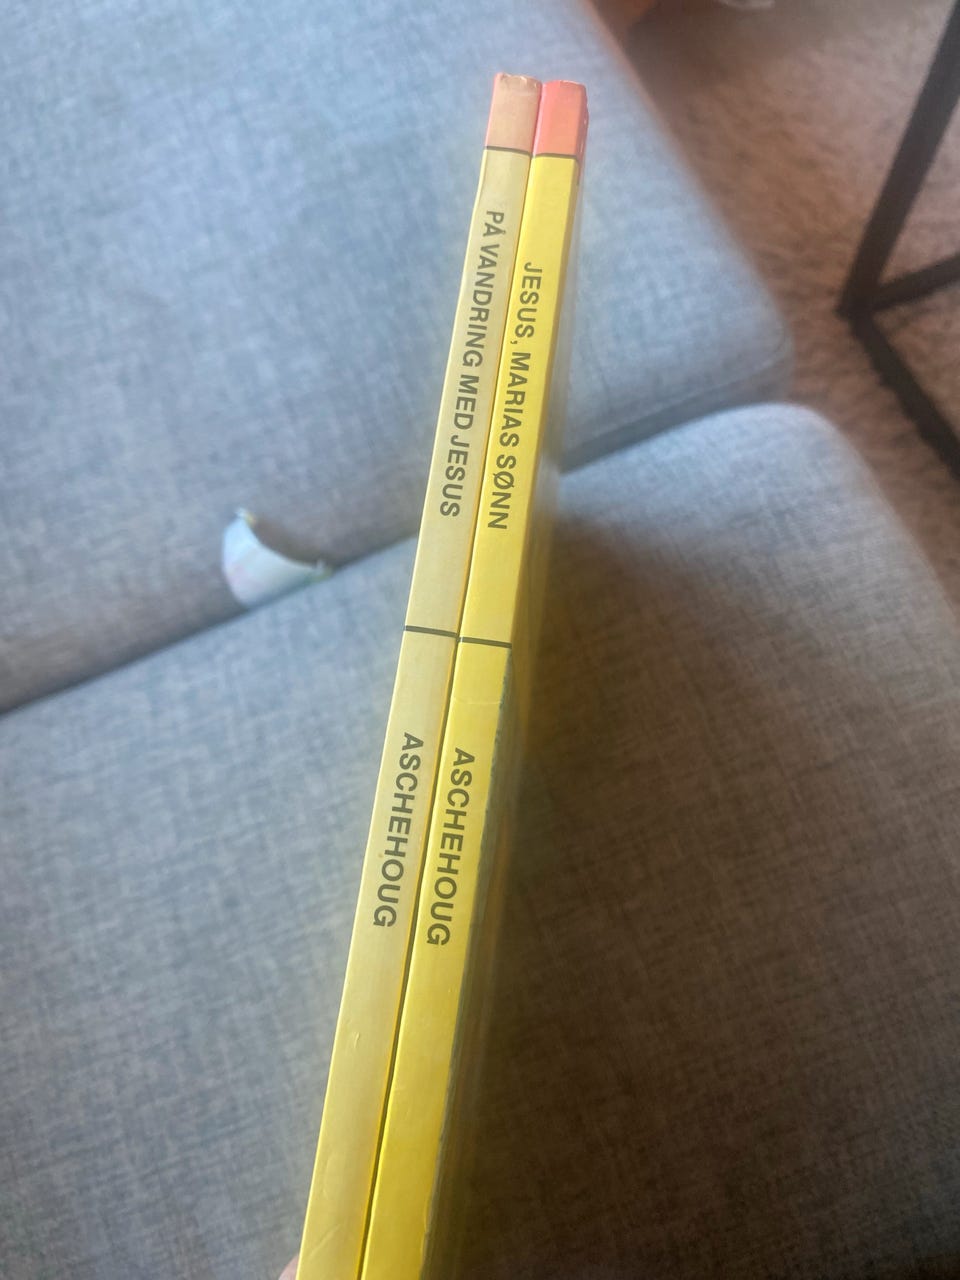 PÅ VANDRING MED JESUS
ASCHEHOUG
JESUS, MARIAS SØNN
ASCHEHOUG